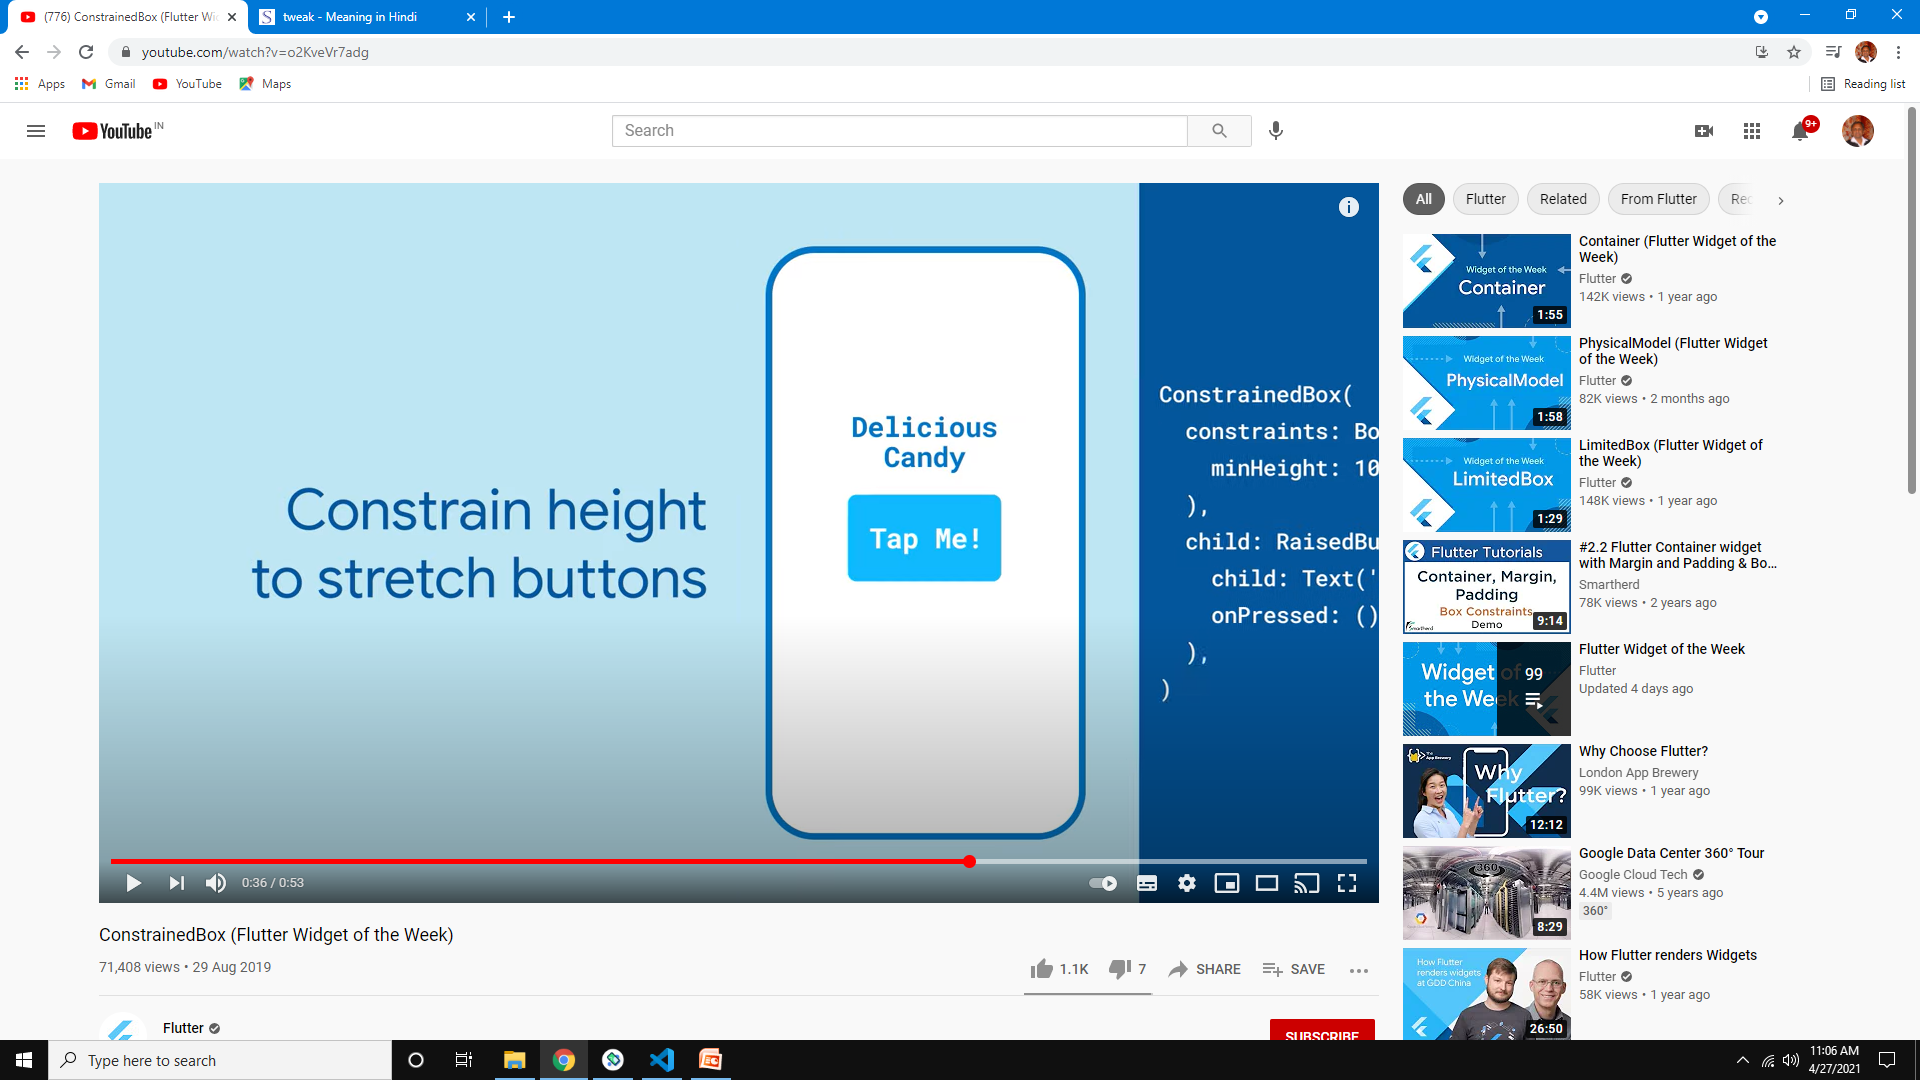 (776) ConstrainedBox (Flutter Wi
tweak - Meaning in Hindi
youtube.com/watch?v=o2KveVr7adg
Apps
Gmail
YouTube
Maps
Reading list
YouTube IN
Search
9+
Constrain height
to stretch buttons
Delicious
Candy
Tap Me!
ConstrainedBox(
constraints: Bo
minHeight: 10
),
child: RaisedBu
child: Text('
onPressed: ()
),
)
0:36 / 0:53
ConstrainedBox (Flutter Widget of the Week)
71,408 views • 29 Aug 2019
1.1K
7
SHARE
SAVE
Flutter
SUBSCRIBE
All
Flutter
Related
From Flutter
Rec
Widget of the Week
Container
1:55
Container (Flutter Widget of the
Week)
Flutter
142K views • 1 year ago
Widget of the Week
PhysicalModel
1:58
PhysicalModel (Flutter Widget
of the Week)
Flutter
82K views • 2 months ago
Widget of the Week
LimitedBox
1:29
LimitedBox (Flutter Widget of
the Week)
Flutter
148K views • 1 year ago
Flutter Tutorials
Container, Margin,
Padding
Box Constraints
Demo
Smartherd
9:14
#2.2 Flutter Container widget
with Margin and Padding & Bo...
Smartherd
78K views • 2 years ago
Widget of
the Week
99
Flutter Widget of the Week
Flutter
Updated 4 days ago
The
App Brewery
Why
Flutter?
12:12
Why Choose Flutter?
London App Brewery
99K views • 1 year ago
360°
8:29
Google Data Center 360° Tour
Google Cloud Tech
4.4M views • 5 years ago
360°
How Flutter
renders widgets
at GDD China
26:50
How Flutter renders Widgets
Flutter
58K views • 1 year ago
Type here to search
11:06 AM
4/27/2021